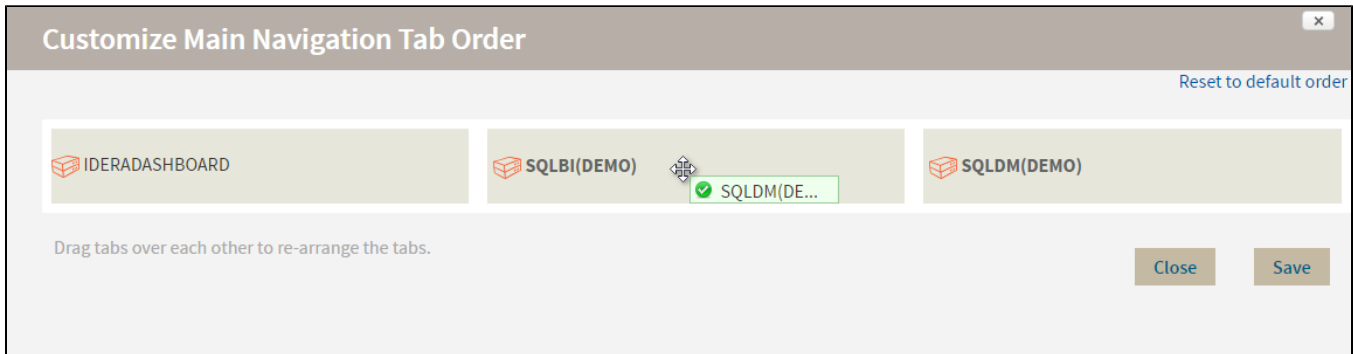 Customize Main Navigation Tab Order
Reset to default order
IDERADASHBOARD
SQLBI(DEMO)
SQLDM(DEMO)
SQLDM(DE...
Drag tabs over each other to re-arrange the tabs.
Close
Save